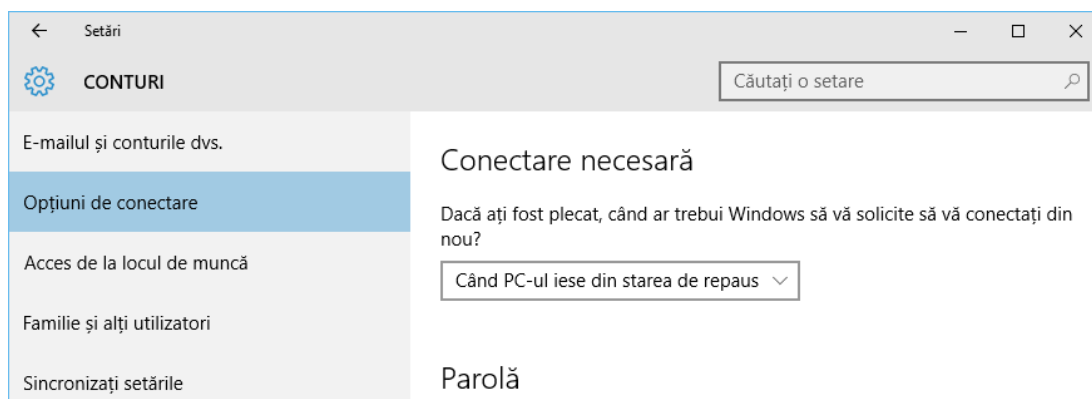 Setări
CONTURI
Căutați o setare
E-mailul și conturile dvs.
Opțiuni de conectare
Acces de la locul de muncă
Familie și alți utilizatori
Sincronizați setările
Conectare necesară
Dacă ați fost plecat, când ar trebui Windows să vă solicite să vă conectați din
nou?
Când PC-ul iese din starea de repaus
Parolă